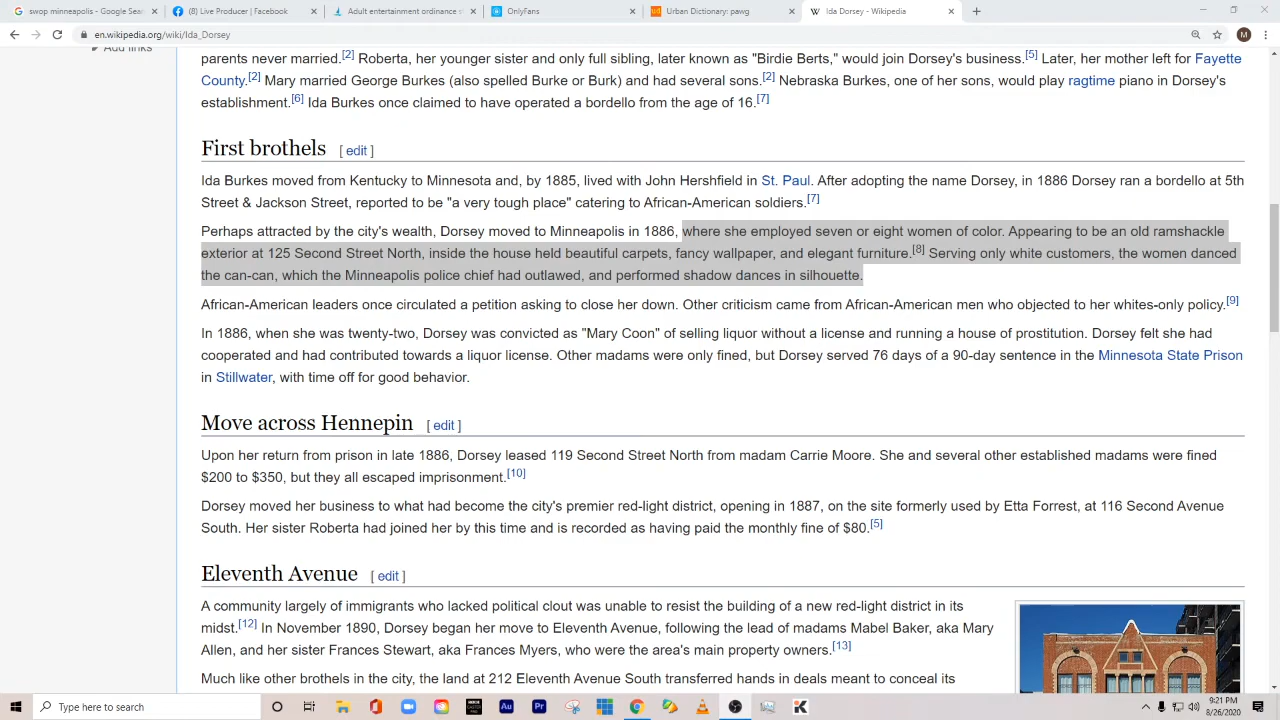 swop minneapolis - Google Sea
(8) Live Producer | Facebook
Adult entertainment ordinance
OnlyFans
Urban Dictionary: pawg
Ida Dorsey - Wikipedia
en.wikipedia.org/wiki/Ida_Dorsey
M
Add links
parents never married.[2] Roberta, her younger sister and only full sibling, later known as "Birdie Berts," would join Dorsey's business.[5] Later, her mother left for Fayette
County.[2] Mary married George Burkes (also spelled Burke or Burk) and had several sons.[2] Nebraska Burkes, one of her sons, would play ragtime piano in Dorsey's
establishment.[6] Ida Burkes once claimed to have operated a bordello from the age of 16.[7]
First brothels [ edit ]
Ida Burkes moved from Kentucky to Minnesota and, by 1885, lived with John Hershfield in St. Paul. After adopting the name Dorsey, in 1886 Dorsey ran a bordello at 5th
Street & Jackson Street, reported to be "a very tough place" catering to African-American soldiers.[7]
Perhaps attracted by the city's wealth, Dorsey moved to Minneapolis in 1886, where she employed seven or eight women of color. Appearing to be an old ramshackle
exterior at 125 Second Street North, inside the house held beautiful carpets, fancy wallpaper, and elegant furniture.[8] Serving only white customers, the women danced
the can-can, which the Minneapolis police chief had outlawed, and performed shadow dances in silhouette.
African-American leaders once circulated a petition asking to close her down. Other criticism came from African-American men who objected to her whites-only policy.[9]
In 1886, when she was twenty-two, Dorsey was convicted as "Mary Coon" of selling liquor without a license and running a house of prostitution. Dorsey felt she had
cooperated and had contributed towards a liquor license. Other madams were only fined, but Dorsey served 76 days of a 90-day sentence in the Minnesota State Prison
in Stillwater, with time off for good behavior.
Move across Hennepin [ edit ]
Upon her return from prison in late 1886, Dorsey leased 119 Second Street North from madam Carrie Moore. She and several other established madams were fined
$200 to $350, but they all escaped imprisonment.[10]
Dorsey moved her business to what had become the city's premier red-light district, opening in 1887, on the site formerly used by Etta Forrest, at 116 Second Avenue
South. Her sister Roberta had joined her by this time and is recorded as having paid the monthly fine of $80.[5]
Eleventh Avenue [ edit ]
A community largely of immigrants who lacked political clout was unable to resist the building of a new red-light district in its
midst.[12] In November 1890, Dorsey began her move to Eleventh Avenue, following the lead of madams Mabel Baker, aka Mary
Allen, and her sister Frances Stewart, aka Frances Myers, who were the area's main property owners.[13]
Much like other brothels in the city, the land at 212 Eleventh Avenue South transferred hands in deals meant to conceal its
Type here to search
Au
Pr
K
9:21 PM
8/26/2020